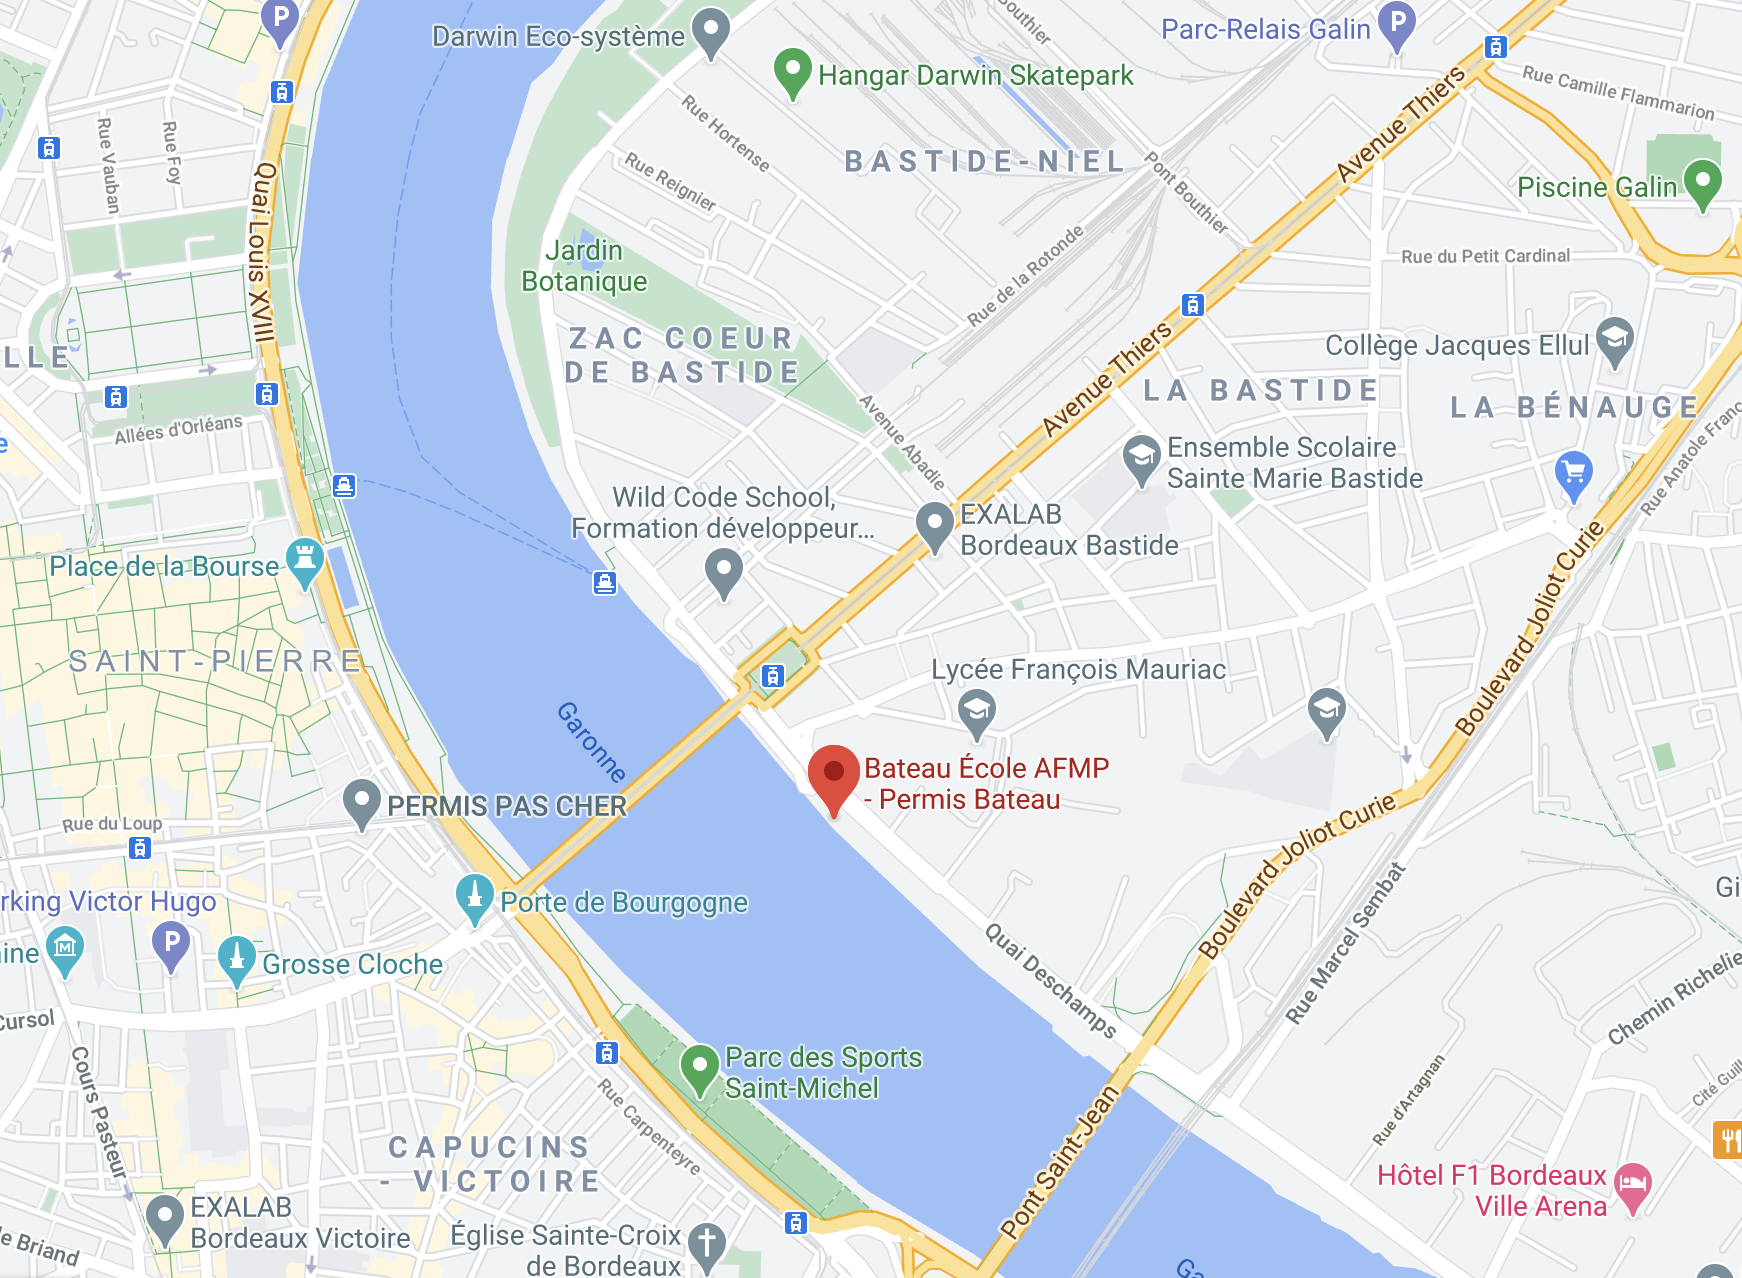 P
Darwin Eco-système
Hangar Darwin Skatepark
Bouthier
Parc-Relais Galin
P
Rue Camille Flammarion
Avenue Thiers
Rue Vauban
Rue Foy
Quai Louis XVIII
Rue Hortense
Rue Reignier
BASTIDE-NIEL
Pont Bouthier
Piscine Galin
Jardin
Botanique
Rue de la Rotonde
Rue du Petit Cardinal
ZAC COEUR
DE BASTIDE
Avenue Thiers
Collège Jacques Ellul
LLE
LA BASTIDE
LA BÉNAUGE
Allées d'Orléans
Avenue Abadie
Ensemble Scolaire
Sainte Marie Bastide
Rue Anatole Franc
e
Wild Code School,
Formation développeur...
EXALAB
Bordeaux Bastide
Place de la Bourse
Boulevard Joliot Curie
SAINT-PIERRE
Lycée François Mauriac
Garonne
Bateau École AFMP
- Permis Bateau
PERMIS PAS CHER
Rue du Loup
Boulevard Joliot Curie
rking Victor Hugo
P
Porte de Bourgogne
Rue Marcel Sembat
Gi
aine
M
Grosse Cloche
Quai Deschamps
Chemin Richelie
Cursol
Cours Pasteur
Parc des Sports
Saint-Michel
Rue d'Artagnan
Cité Guill
Rue Carpenteyre
CAPUCINS
- VICTOIRE
Pont Saint-Jean
Hôtel F1 Bordeaux
Ville Arena
EXALAB
Bordeaux Victoire
Église Sainte-Croix
de Bordeaux
le Briand
Ga